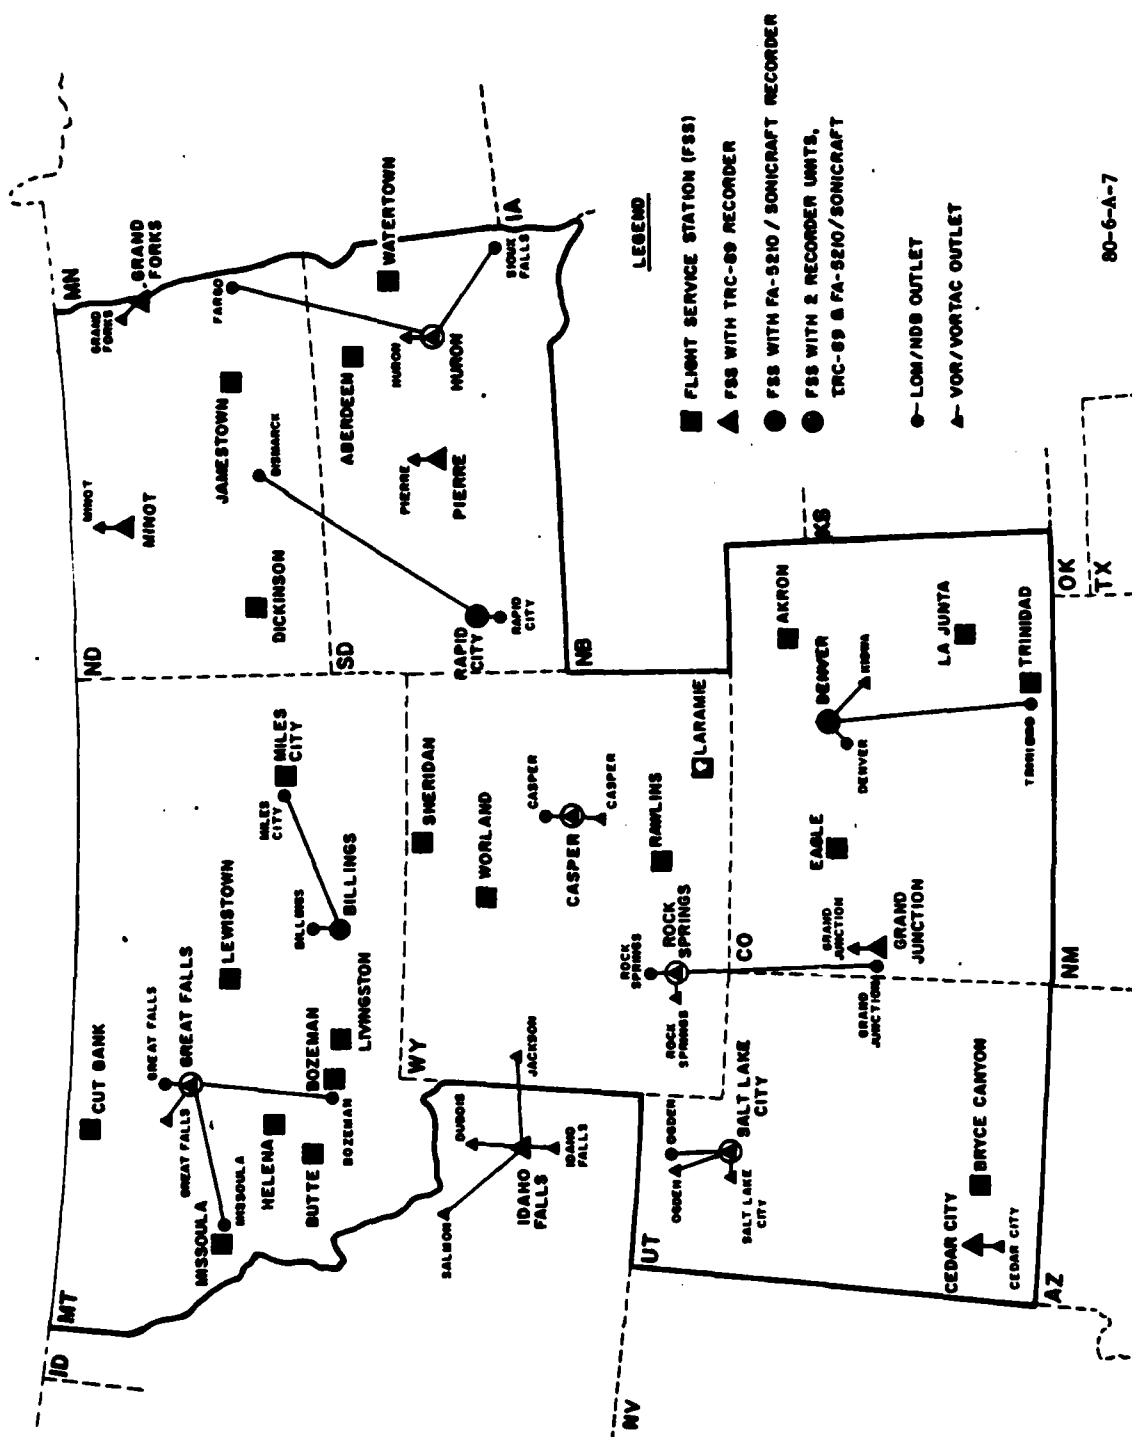 ID
MT
CUT BANK
GREAT FALLS
GREAT FALLS
GREAT FALLS
LEWISTOWN
MISSOULA
MISSOULA
HELENA
BUTTE
BOZEMAN
BOZEMAN
LIVINGSTON
BILLINGS
BILLINGS
MILES
CITY
MILES
CITY
ND
MINOT
MINOT
GRAND
FORKS
GRAND
FORKS
MN
FARGO
JAMESTOWN
BISMARCK
DICKINSON
SD
ABERDEEN
WATERTOWN
HURON
HURON
PIERRE
PIERRE
SIOUX
FALLS
IA
RAPID
CITY
RAPID
CITY
NB
WY
SHERIDAN
WORLAND
CASPER
CASPER
CASPER
RAWLINS
LARAMIE
ROCK
SPRINGS
ROCK
SPRINGS
ROCK
SPRINGS
DUBOIS
JACKSON
SALMON
IDAHO
FALLS
IDAHO
FALLS
NV
UT
OGDEN
OGDEN
SALT LAKE
CITY
SALT LAKE
CITY
BRYCE CANYON
CEDAR CITY
CEDAR CITY
AZ
CO
GRAND
JUNCTION
GRAND
JUNCTION
GRAND
JUNCTION
EAGLE
DENVER
DENVER
KIOWA
AKRON
LA JUNTA
TRINIDAD
TRINIDAD
KS
NM
OK
TX
LEGEND
FLIGHT SERVICE STATION (FSS)
FSS WITH TRC-89 RECORDER
FSS WITH FA-5210/SONICRAFT RECORDER
FSS WITH 2 RECORDER UNITS,
TRC-89 & FA-5210/SONICRAFT
LOM/NDB OUTLET
VOR/VORTAC OUTLET
80-6-A-7